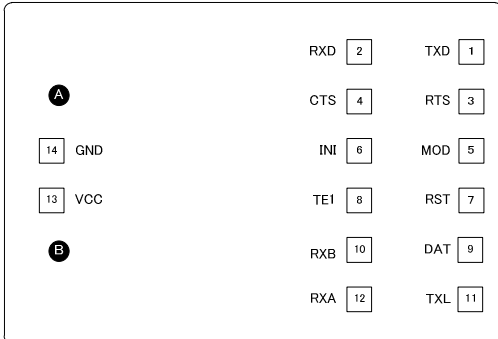 RXD 2 TXD 1
A CTS 4 RTS 3
14 GND INI 6 MOD 5
13 VCC TE1 8 RST 7
B RXB 10 DAT 9
RXA 12 TXL 11